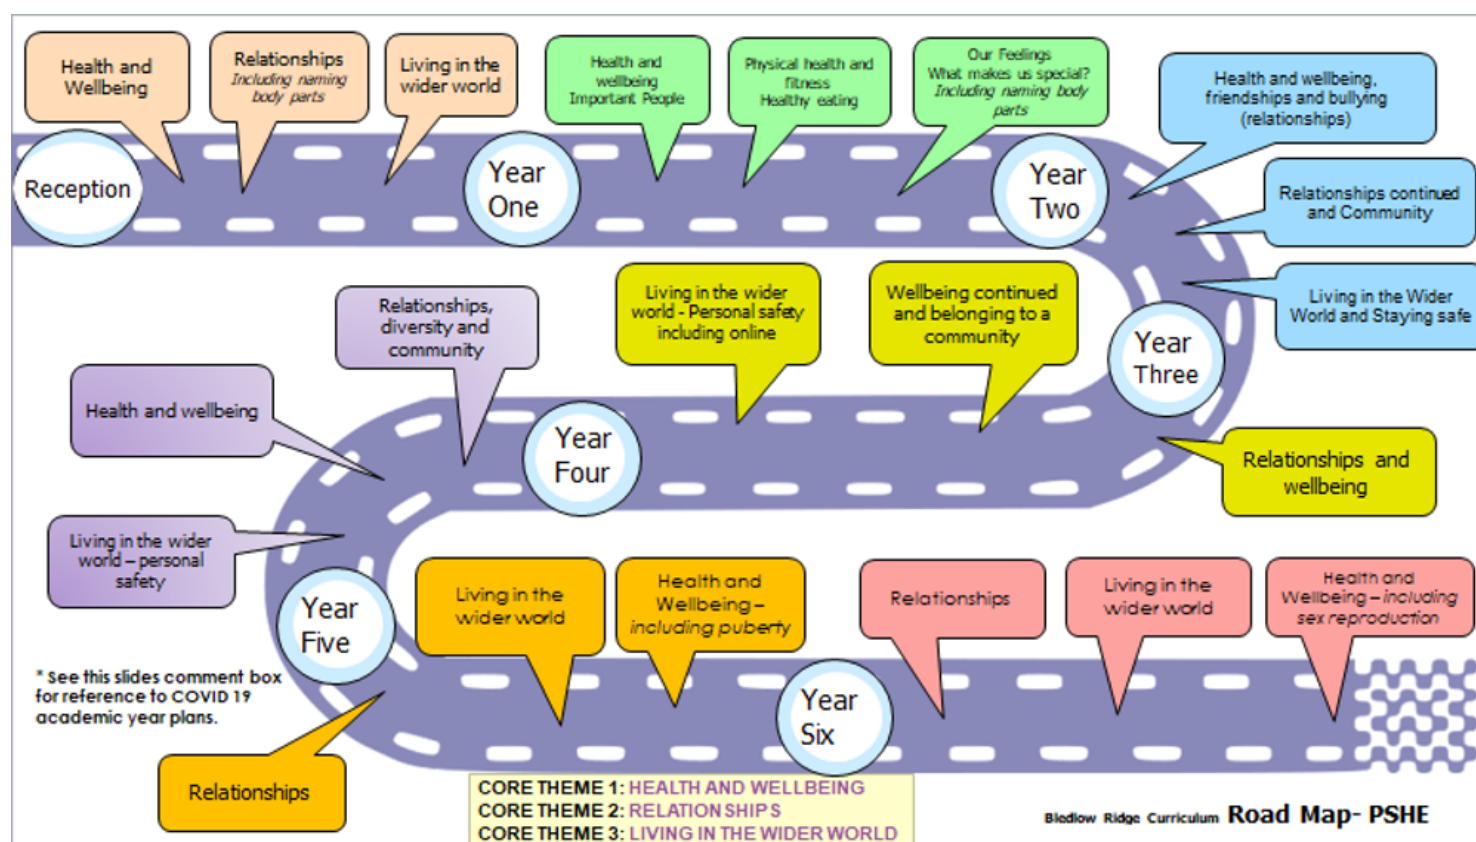 Health and
Wellbeing
Relationships
Including naming
body parts
Living in the
wider world
Health and
wellbeing
Important People
Physical health and
fitness
Healthy eating
Our Feelings
What makes us special?
Including naming body
parts
Health and wellbeing,
friendships and bullying
(relationships)
Reception
Year
One
Year
Two
Relationships continued
and Community
Living in the Wider
World and Staying safe
Year
Three
Relationships and
wellbeing
Wellbeing continued
and belonging to a
community
Living in the wider
world - Personal safety
including online
Year
Four
Relationships,
diversity and
community
Health and wellbeing
Living in the wider
world – personal
safety
Year
Five
* See this slides comment box
for reference to COVID 19
academic year plans.
Relationships
Living in the
wider world
Health and
Wellbeing –
including puberty
Year
Six
Relationships
Living in the
wider world
Health and
Wellbeing – including
sex reproduction
CORE THEME 1: HEALTH AND WELLBEING
CORE THEME 2: RELATIONSHIPS
CORE THEME 3: LIVING IN THE WIDER WORLD
Bledlow Ridge Curriculum Road Map- PSHE